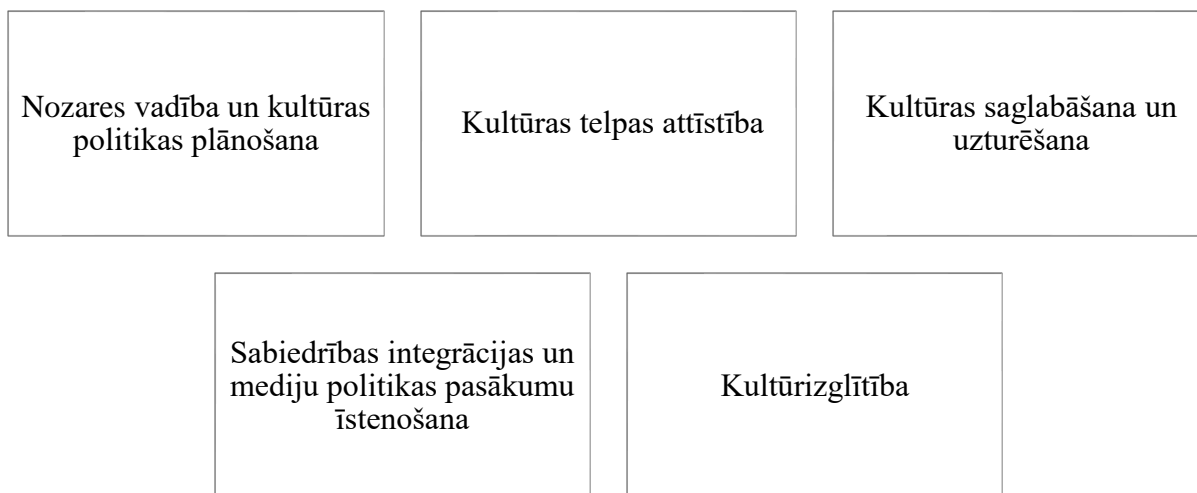 Nozares vadība un kultūras
politikas plānošana
Kultūras telpas attīstība
Kultūras saglabāšana un
uzturēšana
Sabiedrības integrācijas un
mediju politikas pasākumu
īstenošana
Kultūrizglītība